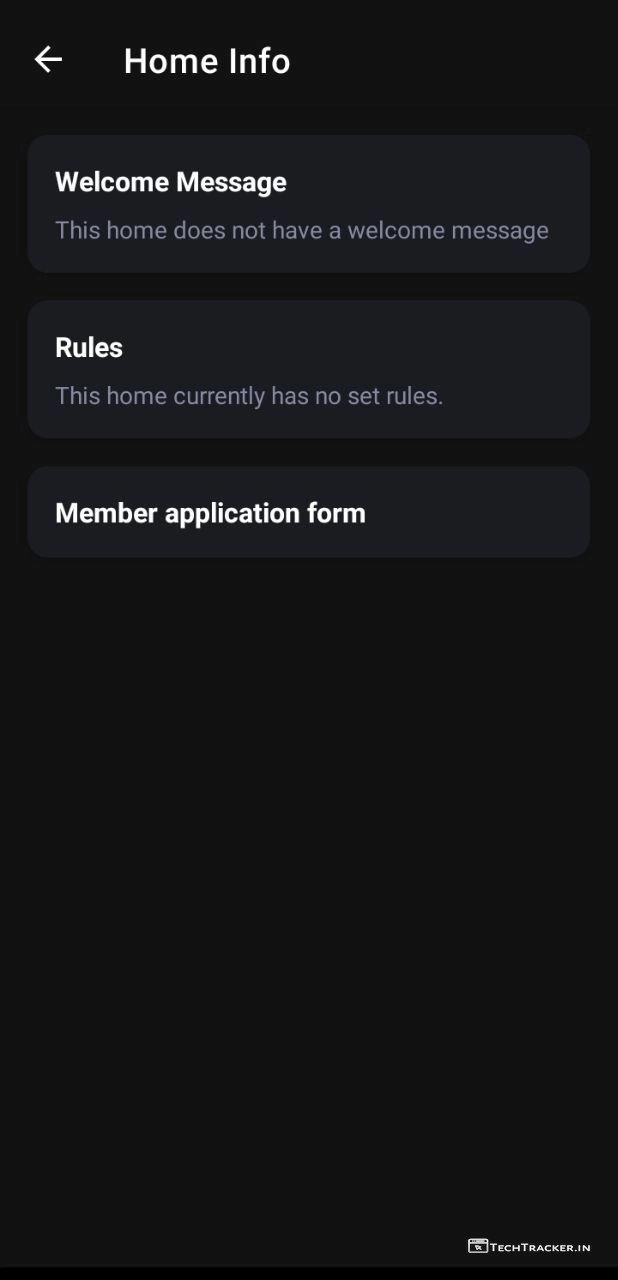 Home Info
Welcome Message
This home does not have a welcome message
Rules
This home currently has no set rules.
Member application form
TechTracker.in